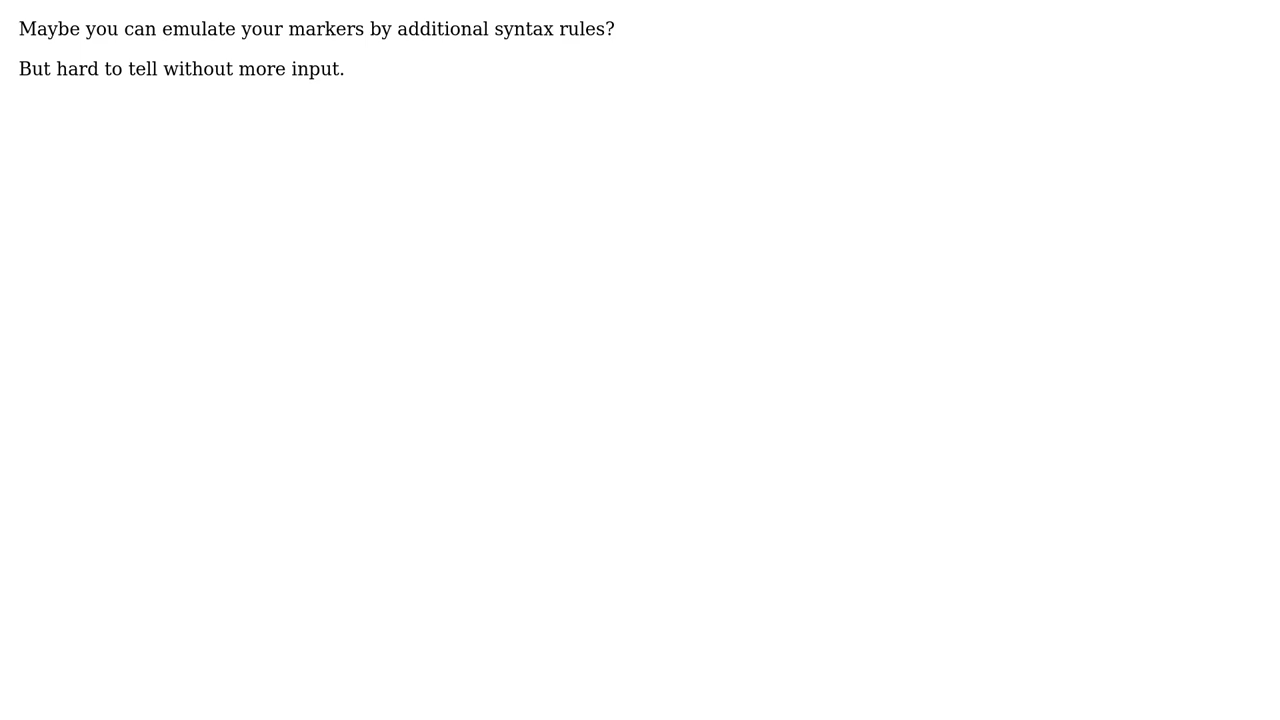 Maybe you can emulate your markers by additional syntax rules?
But hard to tell without more input.